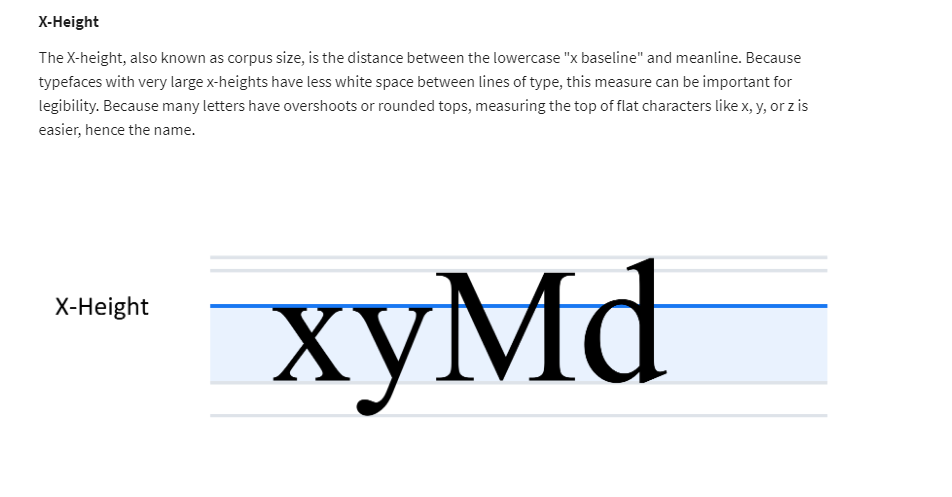 X-Height
The X-height, also known as corpus size, is the distance between the lowercase "x baseline" and meanline. Because
typefaces with very large x-heights have less white space between lines of type, this measure can be important for
legibility. Because many letters have overshoots or rounded tops, measuring the top of flat characters like x, y, or z is
easier, hence the name.
X-Height
xyMd